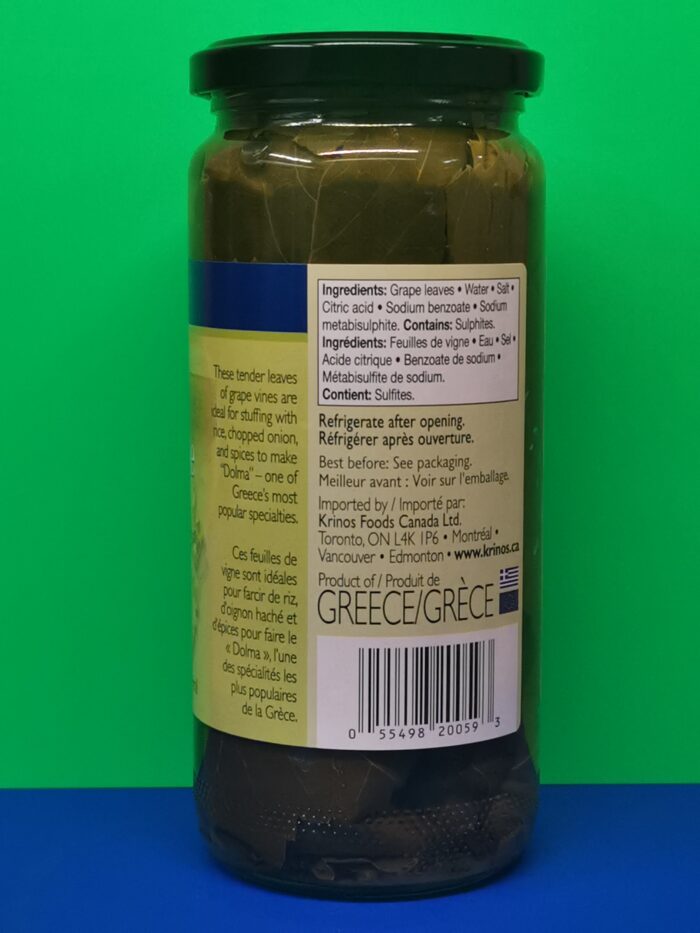 These tender leaves
of grape vines are
ideal for stuffing with
rice, chopped onion,
and spices to make
"Dolma" – one of
Greece's most
popular specialties.
Ces feuilles de
vigne sont idéales
pour farcir de riz,
d'oignon haché et
d'épices pour faire le
« Dolma », l'une
des spécialités les
plus populaires
de la Grèce.
Ingredients: Grape leaves • Water • Salt •
Citric acid • Sodium benzoate • Sodium
metabisulphite. Contains: Sulphites.
Ingrédients: Feuilles de vigne • Eau • Sel •
Acide citrique • Benzoate de sodium •
Métabisulfite de sodium.
Contient: Sulfites.
Refrigerate after opening.
Réfrigérer après ouverture.
Best before: See packaging.
Meilleur avant : Voir sur l'emballage.
Imported by / Importé par:
Krinos Foods Canada Ltd.
Toronto, ON L4K 1P6 • Montréal •
Vancouver • Edmonton • www.krinos.ca
Product of / Produit de
GREECE/GRÈCE
0 55498 20059 3